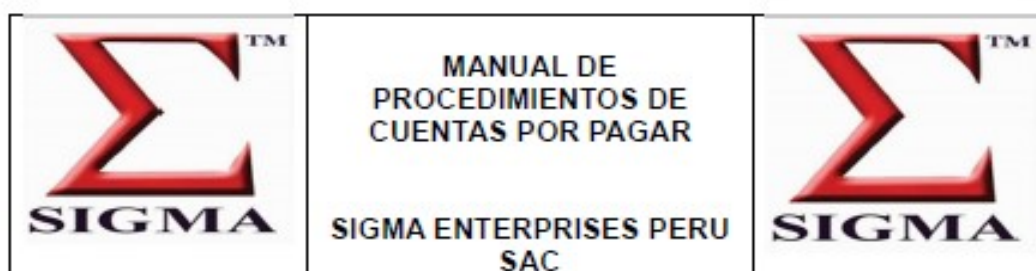 TM
SIGMA
MANUAL DE
PROCEDIMIENTOS DE
CUENTAS POR PAGAR
SIGMA ENTERPRISES PERU
SAC
TM
SIGMA